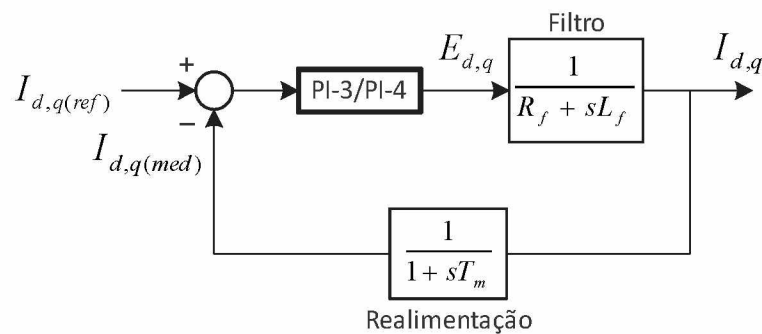 Filtro
E_{d,q}
I_{d,q}
I_{d,q(ref)}
+
−
PI-3/PI-4
1
R_f + sL_f
I_{d,q(med)}
1
1 + sT_m
Realimentação